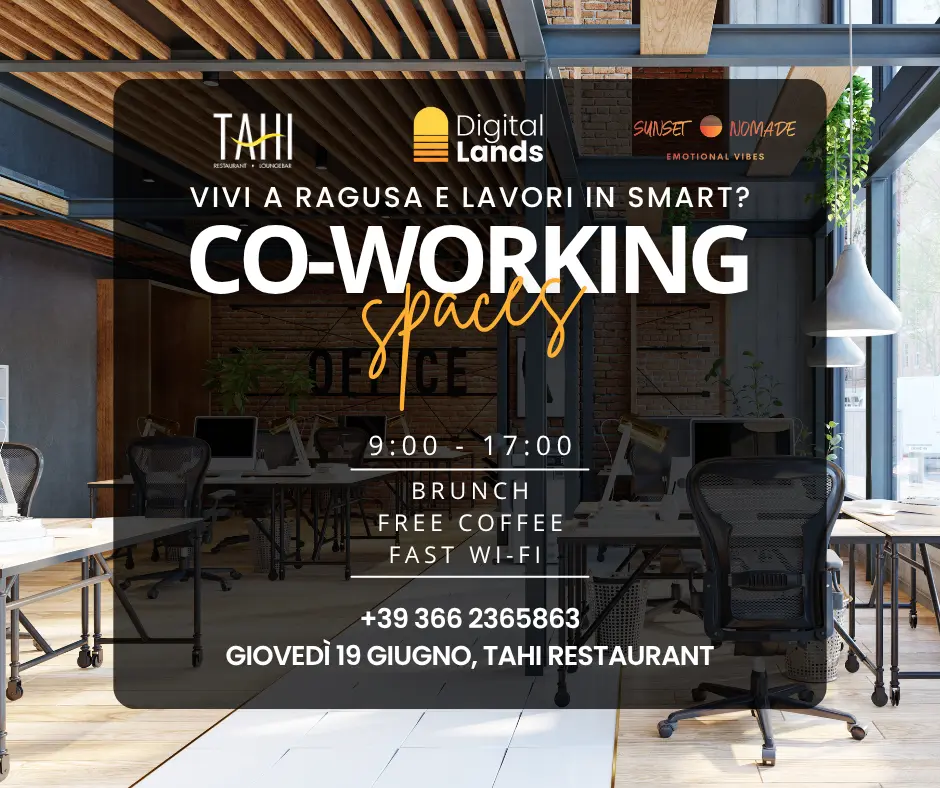 TAHI
RESTAURANT • LOUNGEBAR
Digital
Lands
SUNSET NOMADE
EMOTIONAL VIBES
VIVI A RAGUSA E LAVORI IN SMART?
CO-WORKING
spaces
OFFICE
9:00 - 17:00
BRUNCH
FREE COFFEE
FAST WI-FI
+39 366 2365863
GIOVEDÌ 19 GIUGNO, TAHI RESTAURANT